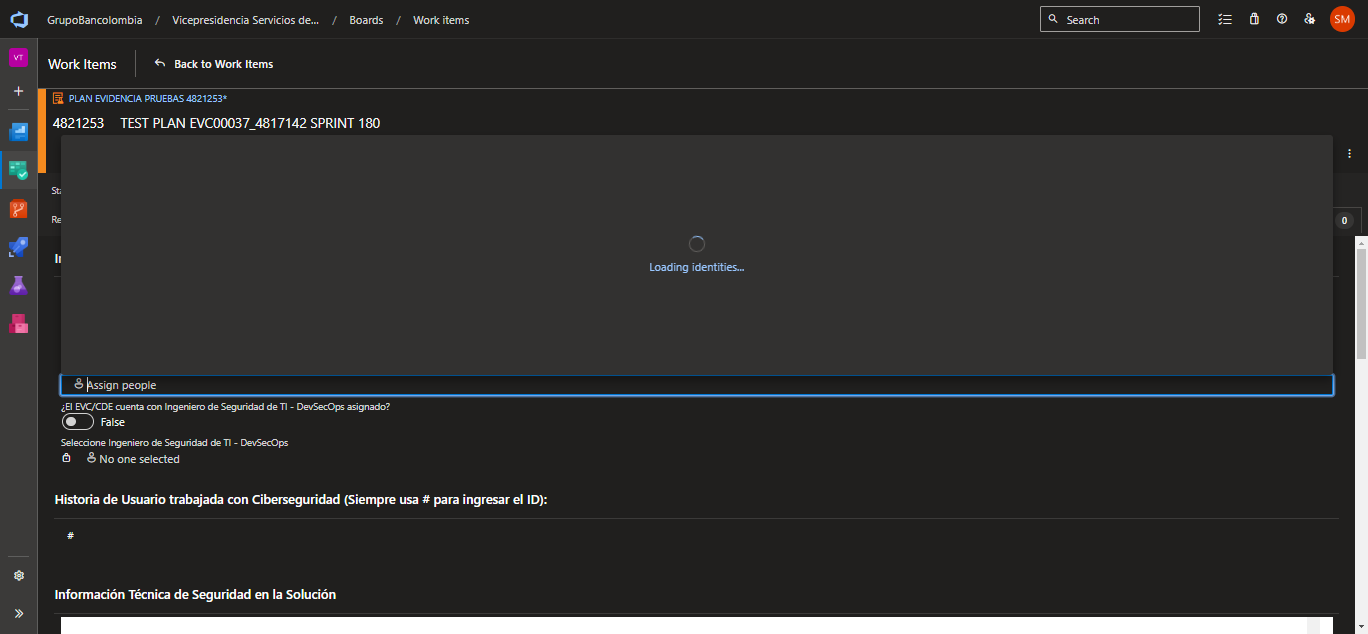 GrupoBancolombia / Vicepresidencia Servicios de... / Boards / Work items
Search
SM
VT
Work Items
Back to Work Items
PLAN EVIDENCIA PRUEBAS 4821253*
4821253 TEST PLAN EVC00037_4817142 SPRINT 180
Sta
Re
0
Loading identities...
Assign people
¿El EVC/CDE cuenta con Ingeniero de Seguridad de TI - DevSecOps asignado?
False
Seleccione Ingeniero de Seguridad de TI - DevSecOps
No one selected
Historia de Usuario trabajada con Ciberseguridad (Siempre usa # para ingresar el ID):
#
Información Técnica de Seguridad en la Solución